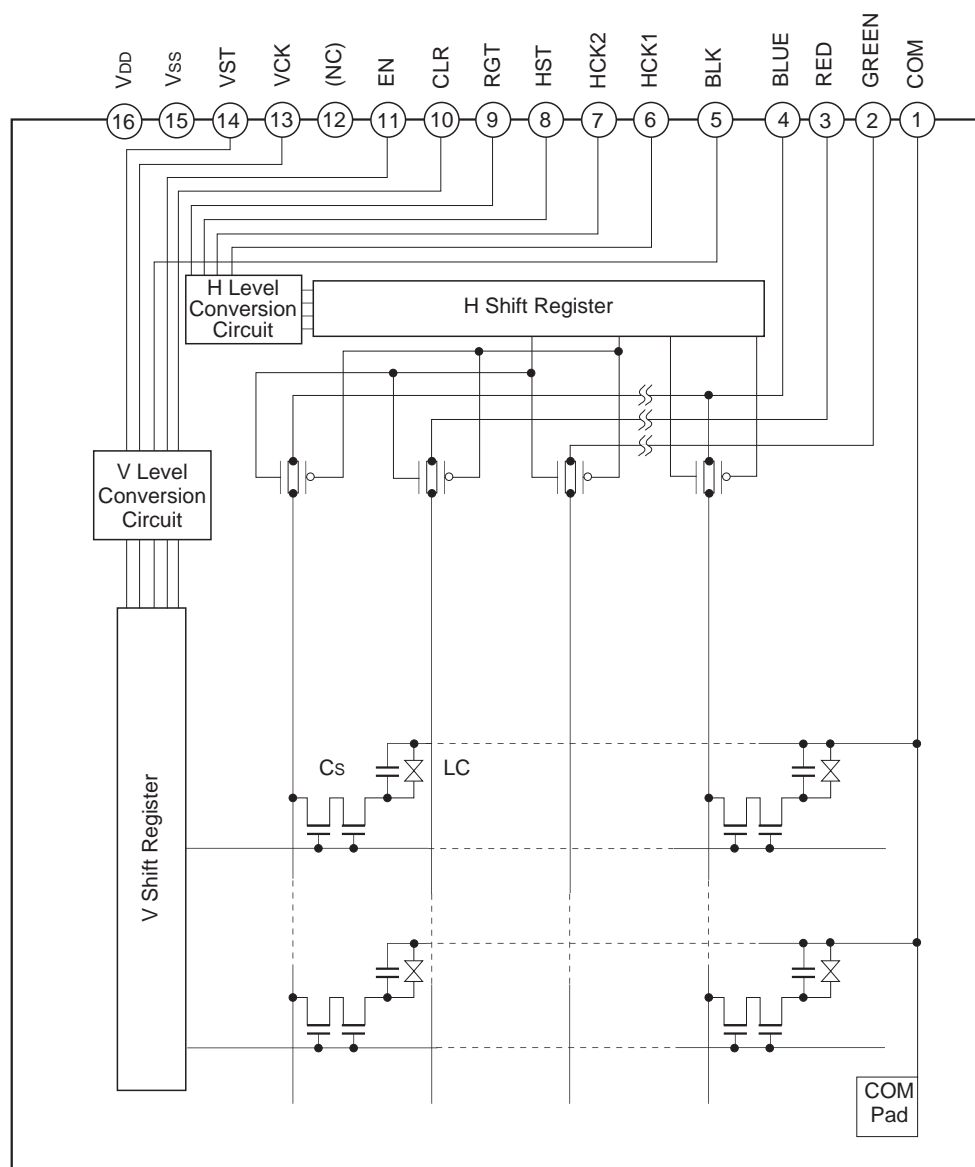 VDD VSS VST VCK (NC) EN CLR RGT HST HCK2 HCK1 BLK BLUE RED GREEN COM
16 15 14 13 12 11 10 9 8 7 6 5 4 3 2 1
H Level
Conversion
Circuit
H Shift Register
V Level
Conversion
Circuit
V Shift Register
Cs LC
COM
Pad